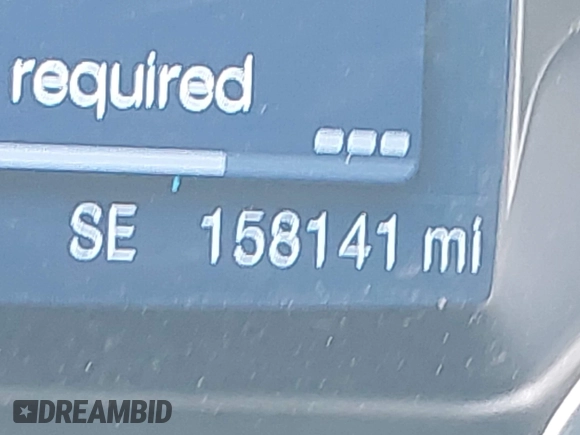 required
SE 158141 mi
DREAMBID